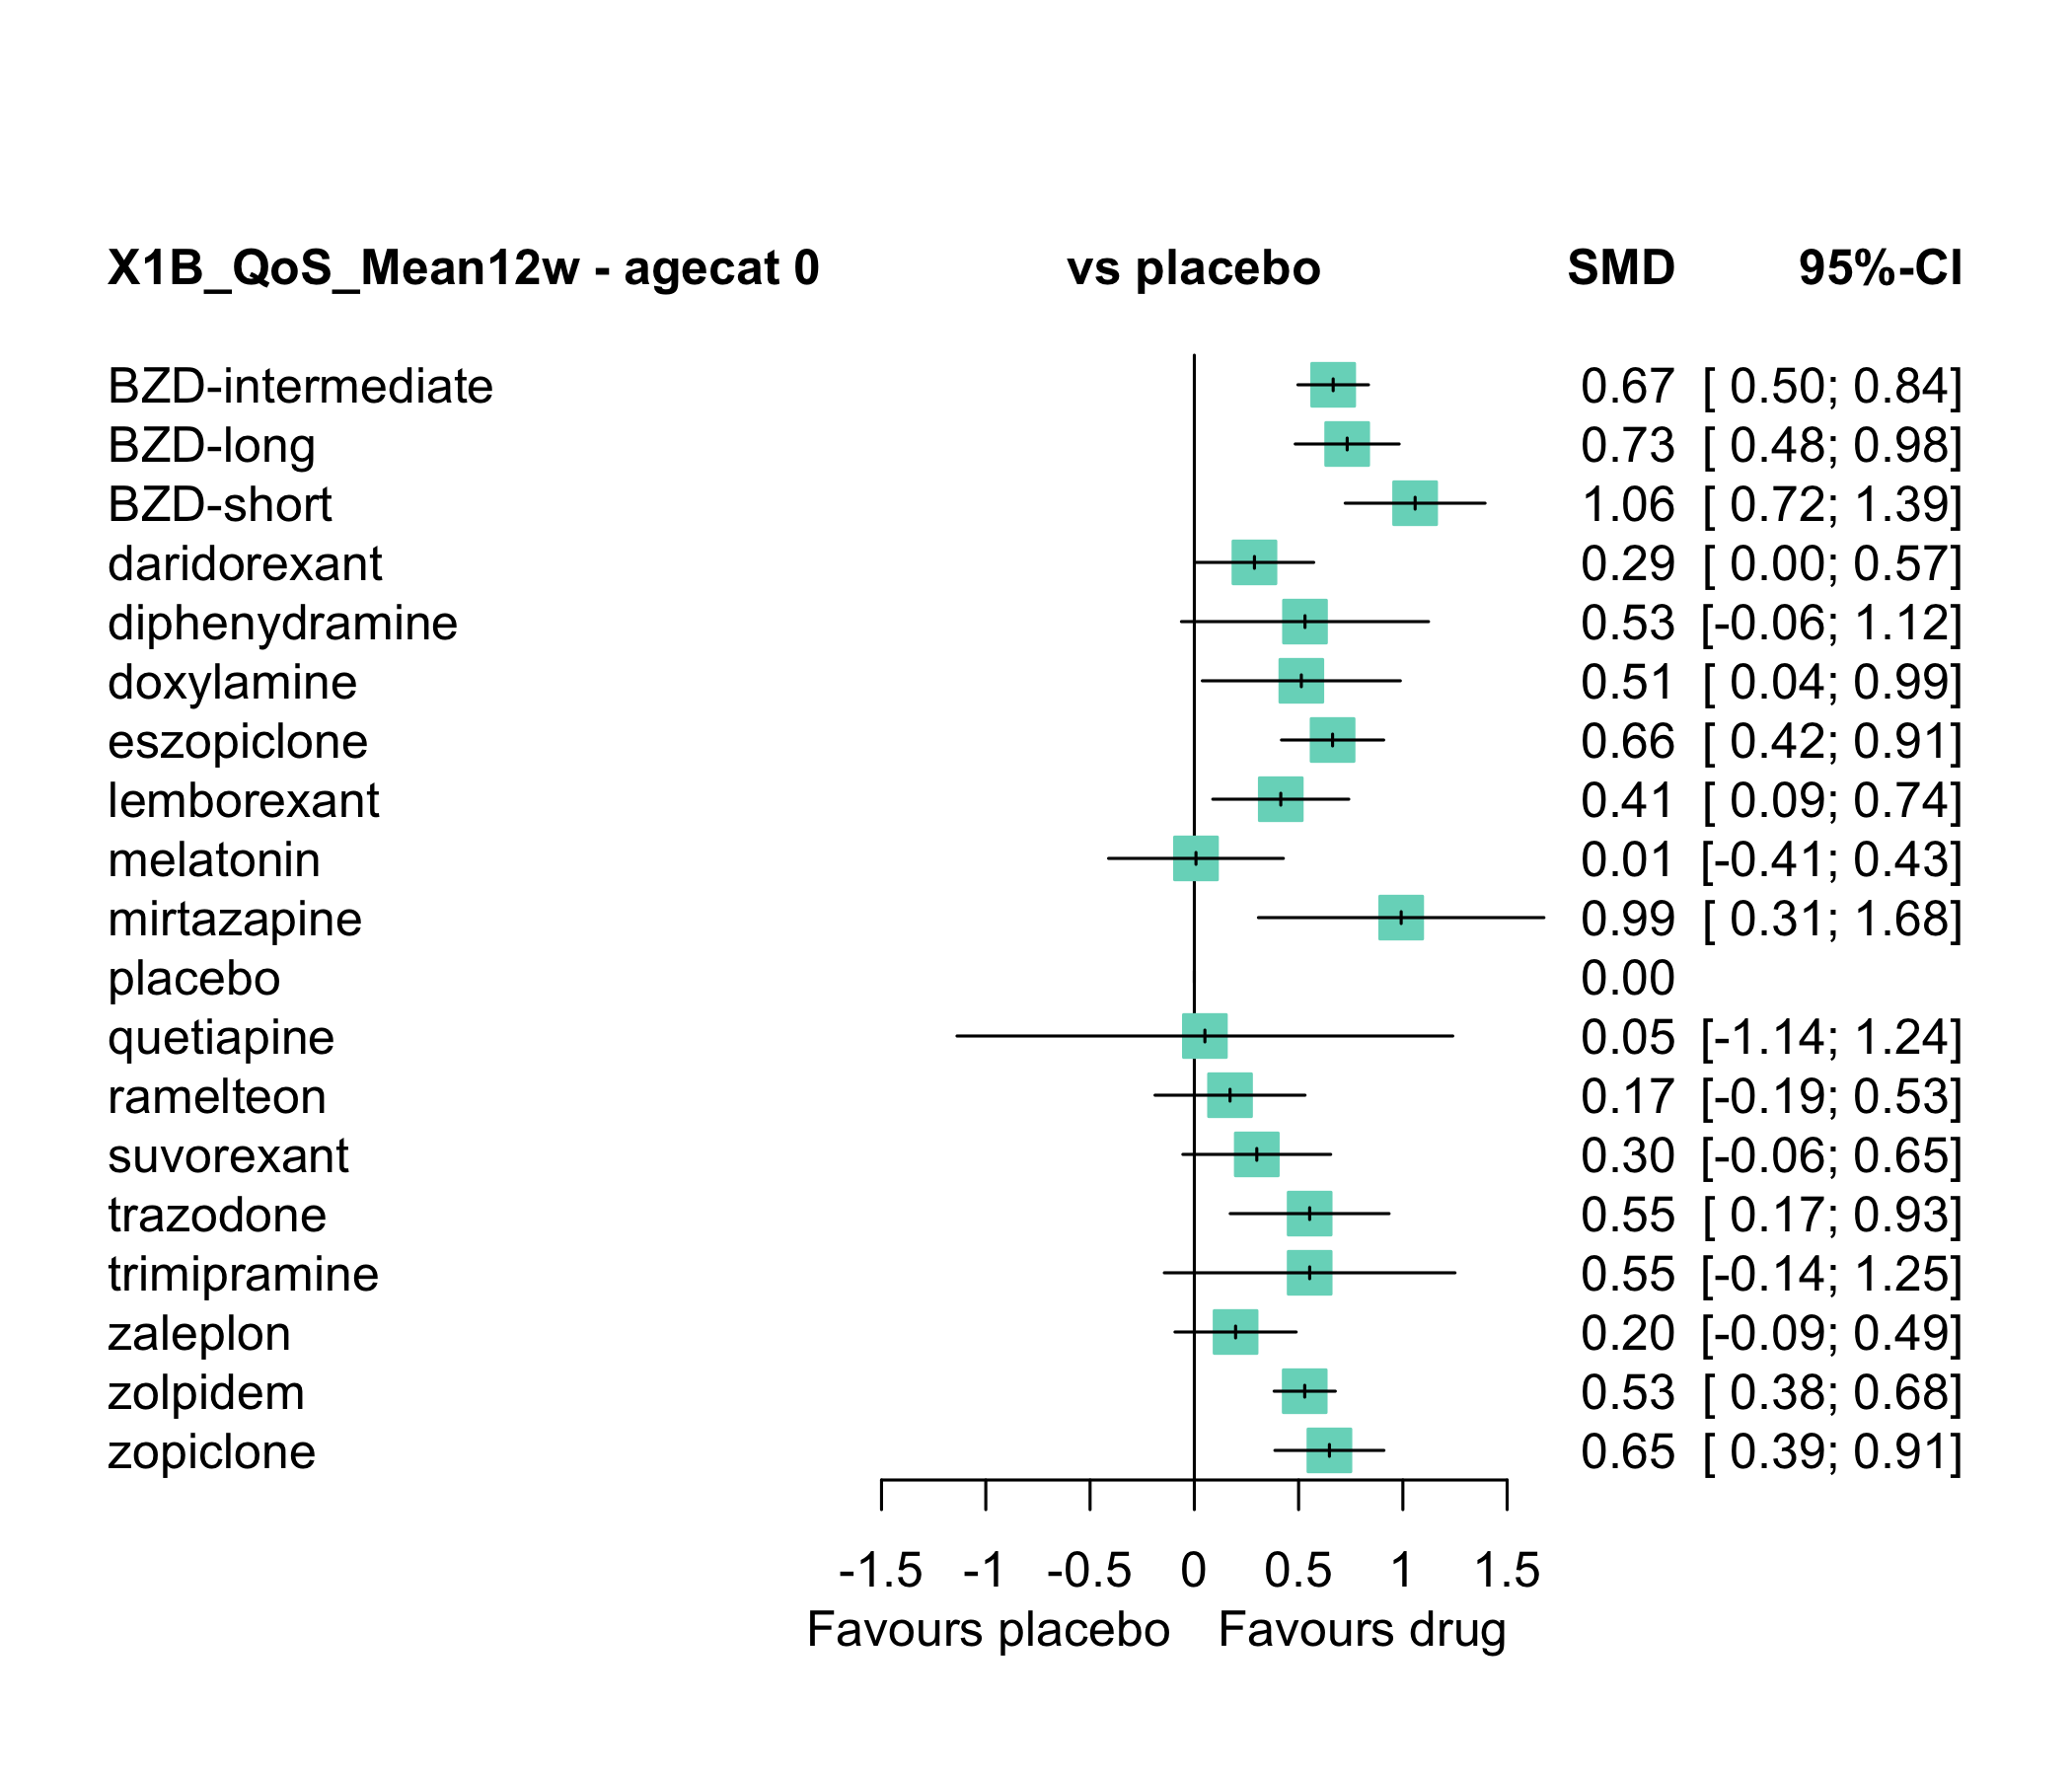 X1B_QoS_Mean12w - agecat 0 vs placebo SMD 95%-CI
BZD-intermediate 0.67 [ 0.50; 0.84]
BZD-long 0.73 [ 0.48; 0.98]
BZD-short 1.06 [ 0.72; 1.39]
daridorexant 0.29 [ 0.00; 0.57]
diphenydramine 0.53 [-0.06; 1.12]
doxylamine 0.51 [ 0.04; 0.99]
eszopiclone 0.66 [ 0.42; 0.91]
lemborexant 0.41 [ 0.09; 0.74]
melatonin 0.01 [-0.41; 0.43]
mirtazapine 0.99 [ 0.31; 1.68]
placebo 0.00
quetiapine 0.05 [-1.14; 1.24]
ramelteon 0.17 [-0.19; 0.53]
suvorexant 0.30 [-0.06; 0.65]
trazodone 0.55 [ 0.17; 0.93]
trimipramine 0.55 [-0.14; 1.25]
zaleplon 0.20 [-0.09; 0.49]
zolpidem 0.53 [ 0.38; 0.68]
zopiclone 0.65 [ 0.39; 0.91]
-1.5 -1 -0.5 0 0.5 1 1.5
Favours placebo Favours drug